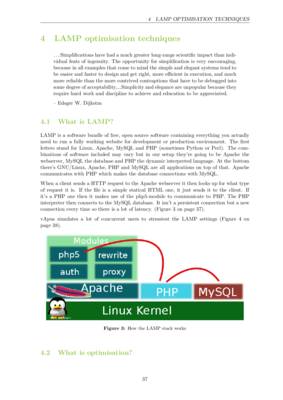 4 LAMP OPTIMISATION TECHNIQUES
4 LAMP optimisation techniques
…Simplifications have had a much greater long-range scientific impact than indi-
vidual feats of ingenuity. The opportunity for simplification is very encouraging,
because in all examples that come to mind the simple and elegant systems tend to
be easier and faster to design and get right, more efficient in execution, and much
more reliable than the more contrived contraptions that have to be debugged into
some degree of acceptability...Simplicity and elegance are unpopular because they
require hard work and discipline to achieve and education to be appreciated.
– Edsger W. Dijkstra
4.1 What is LAMP?
LAMP is a software bundle of free, open source software containing everything you actually
need to run a fully working website for development or production environment. The first
letters stand for Linux, Apache, MySQL and PHP (sometimes Python or Perl). The com-
binations of software included may vary but in our setup they're going to be Apache the
webserver, MySQL the database and PHP the dynamic interpreted language. At the bottom
there's GNU/Linux, Apache, PHP and MySQL are all applications on top of that. Apache
communicates with PHP which makes the database connections with MySQL.
When a client sends a HTTP request to the Apache webserver it then looks up for what type
of request it is. If the file is a simple static HTML one, it just sends it to the client. If
it's a PHP one then it makes use of the php5 module to communicate to PHP. The PHP
interpreter then connects to the MySQL database. It isn't a persistent connection but a new
connection every time so there is a lot of latency. (Figure 3 on page 37).
vApus simulates a lot of concurrent users to stresstest the LAMP settings (Figure 4 on
page 38).
Modules
php5 rewrite
auth proxy
Apache PHP MySQL
Linux Kernel
Figure 3: How the LAMP stack works
4.2 What is optimisation?
37